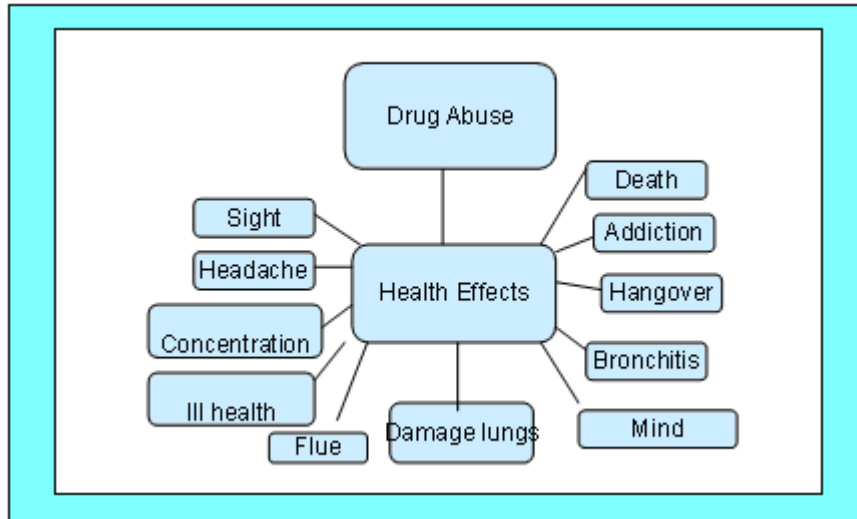 Drug Abuse
Death
Sight
Addiction
Headache
Health Effects
Hangover
Concentration
Bronchitis
Ill health
Damage lungs
Mind
Flue